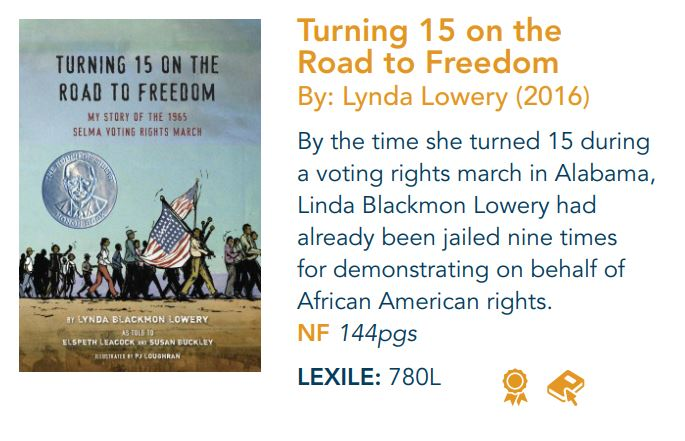 TURNING 15 ON THE
ROAD TO FREEDOM
MY STORY OF THE 1965
SELMA VOTING RIGHTS MARCH
BY LYNDA BLACKMON LOWERY
AS TOLD TO
ELSPETH LEACOCK AND SUSAN BUCKLEY
ILLUSTRATED BY PJ LOUGHRAN
Turning 15 on the
Road to Freedom
By: Lynda Lowery (2016)
By the time she turned 15 during
a voting rights march in Alabama,
Linda Blackmon Lowery had
already been jailed nine times
for demonstrating on behalf of
African American rights.
NF 144pgs
LEXILE: 780L